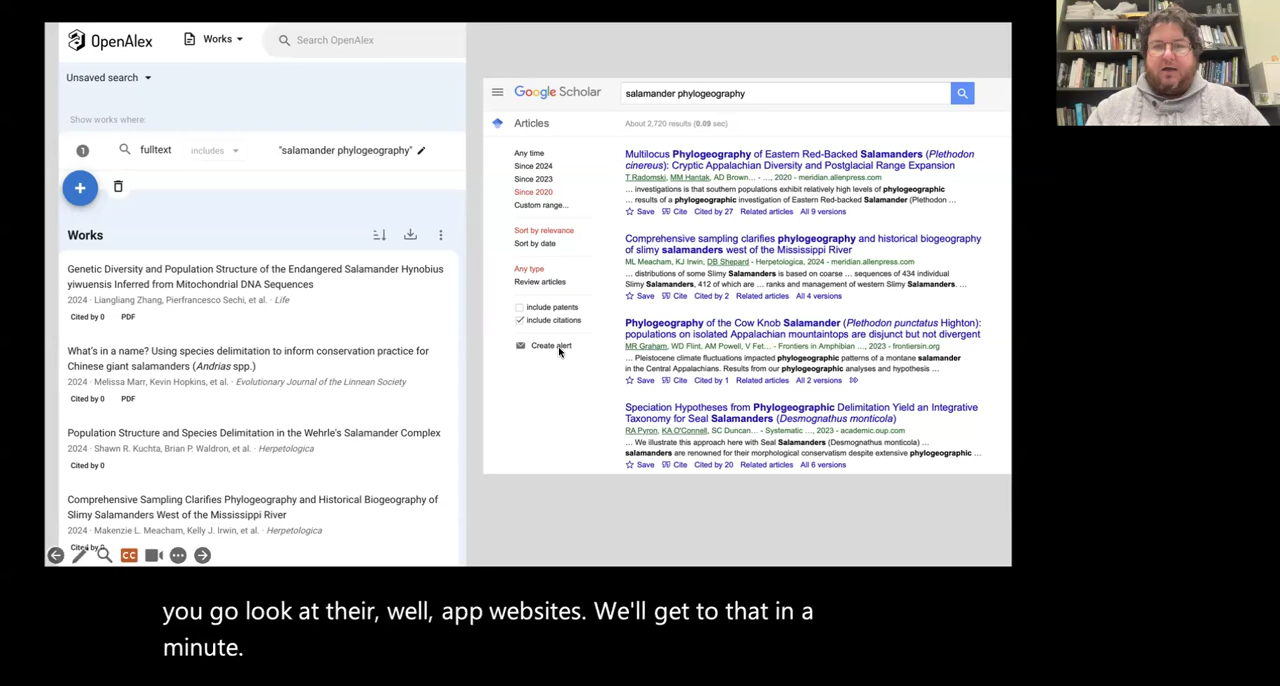 OpenAlex
Works
Search OpenAlex
Unsaved search
Show works where:
1
fulltext
includes
"salamander phylogeography"
+
Works
Genetic Diversity and Population Structure of the Endangered Salamander Hynobius
yiwuensis Inferred from Mitochondrial DNA Sequences
2024 · Liangliang Zhang, Pierfrancesco Sechi, et al. · Life
Cited by 0 PDF
What's in a name? Using species delimitation to inform conservation practice for
Chinese giant salamanders (Andrias spp.)
2024 · Melissa Marr, Kevin Hopkins, et al. · Evolutionary Journal of the Linnean Society
Cited by 0 PDF
Population Structure and Species Delimitation in the Wehrle's Salamander Complex
2024 · Shawn R. Kuchta, Brian P. Waldron, et al. · Herpetologica
Cited by 0
Comprehensive Sampling Clarifies Phylogeography and Historical Biogeography of
Slimy Salamanders West of the Mississippi River
2024 · Makenzie L. Meacham, Kelly J. Irwin, et al. · Herpetologica
Cited by 0
CC
Google Scholar
salamander phylogeography
Articles
About 2,720 results (0.09 sec)
Any time
Since 2024
Since 2023
Since 2020
Custom range...
Sort by relevance
Sort by date
Any type
Review articles
include patents
include citations
Create alert
Multilocus Phylogeography of Eastern Red-Backed Salamanders (Plethodon
cinereus): Cryptic Appalachian Diversity and Postglacial Range Expansion
T Radomski, MM Hantak, AD Brown... - ..., 2020 - meridian.allenpress.com
... investigations is that southern populations exhibit relatively high levels of phylogeographic
... results of a phylogeographic investigation of Eastern Red-backed Salamander (Plethodon ...
Save Cite Cited by 27 Related articles All 9 versions
Comprehensive sampling clarifies phylogeography and historical biogeography
of slimy salamanders west of the Mississippi River
ML Meacham, KJ Irwin, DB Shepard - Herpetologica, 2024 - meridian.allenpress.com
... distributions of some Slimy Salamanders is based on coarse ... sequences of 434 individual
Slimy Salamanders, 412 of which are ... ranks and management of western Slimy Salamanders. ...
Save Cite Cited by 2 Related articles All 4 versions
Phylogeography of the Cow Knob Salamander (Plethodon punctatus Highton):
populations on isolated Appalachian mountaintops are disjunct but not divergent
MR Graham, WD Flint, AM Powell, V Fet... - Frontiers in Amphibian ..., 2023 - frontiersin.org
... Pleistocene climate fluctuations impacted phylogeographic patterns of a montane salamander
in the Central Appalachians. Results from our phylogeographic analyses and hypothesis ...
Save Cite Cited by 1 Related articles All 2 versions
Speciation Hypotheses from Phylogeographic Delimitation Yield an Integrative
Taxonomy for Seal Salamanders (Desmognathus monticola)
RA Pyron, KA O'Connell, SC Duncan... - Systematic ..., 2023 - academic.oup.com
... We illustrate this approach here with Seal Salamanders (Desmognathus monticola) ...
salamanders are renowned for their morphological conservatism despite extensive phylogeographic ...
Save Cite Cited by 20 Related articles All 6 versions
you go look at their, well, app websites. We'll get to that in a
minute.